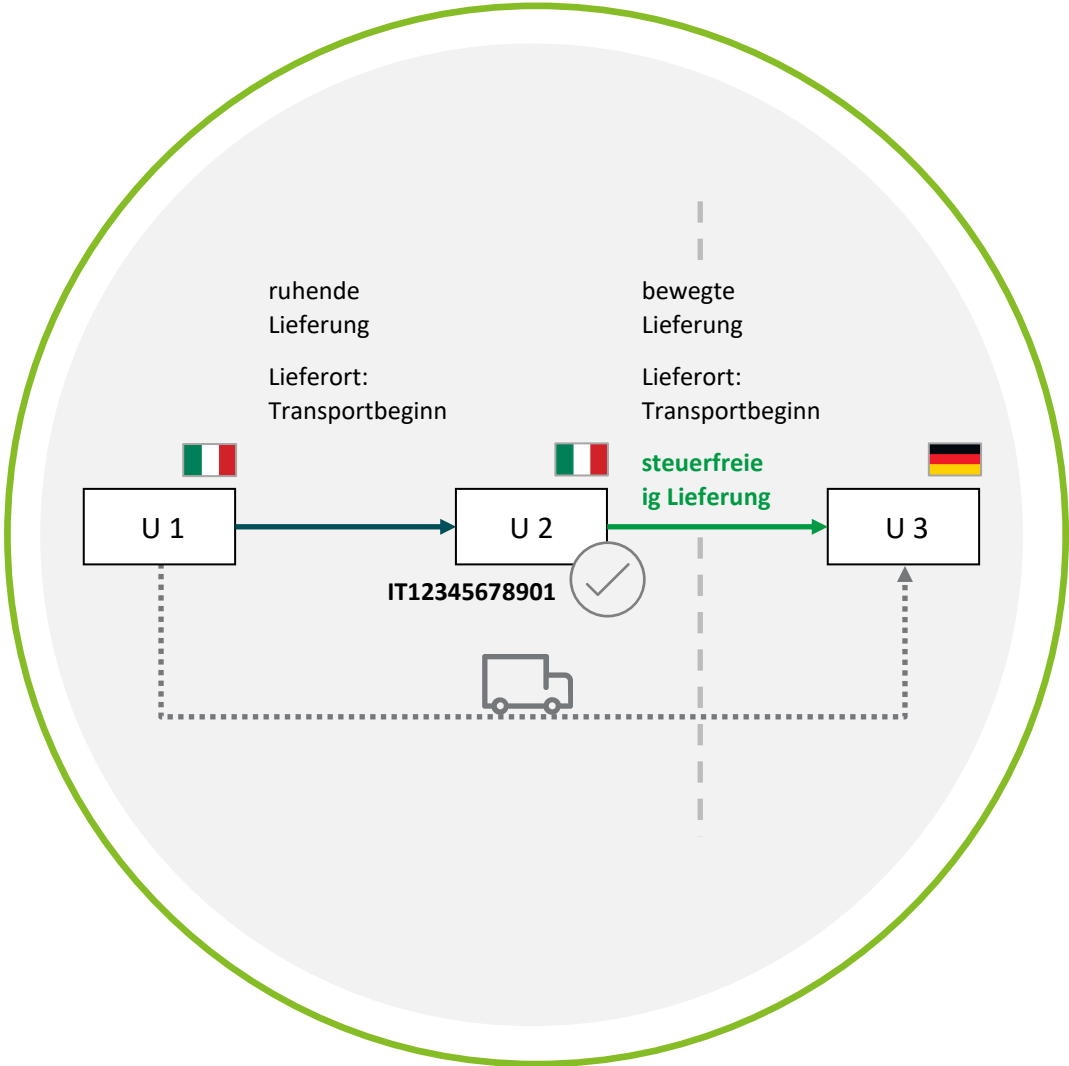 ruhende
Lieferung
Lieferort:
Transportbeginn
bewegte
Lieferung
Lieferort:
Transportbeginn
steuerfreie
ig Lieferung
U 1
U 2
U 3
IT12345678901